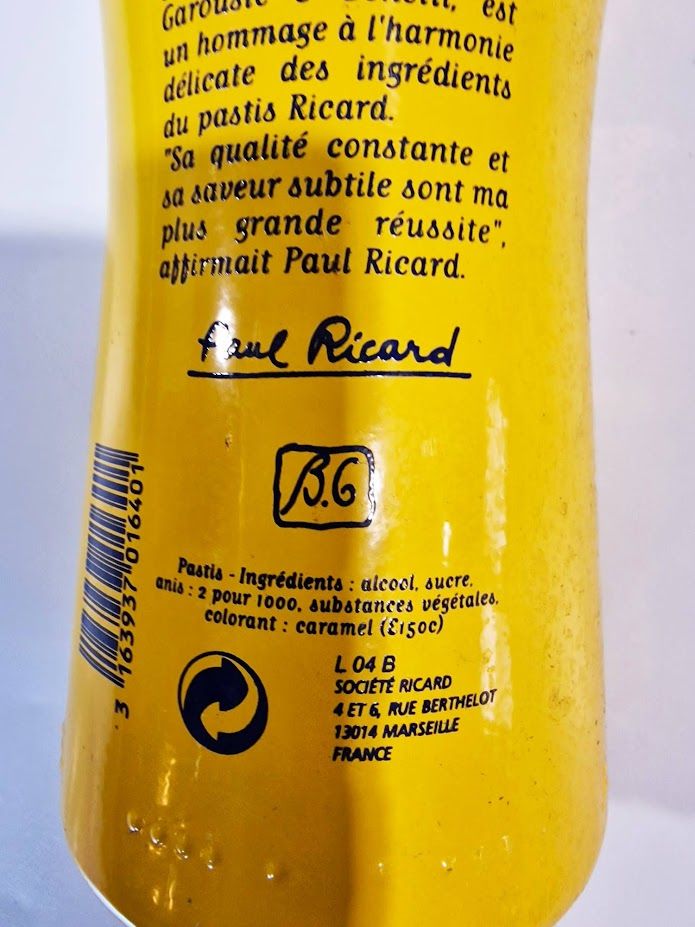 un hommage à l'harmonie
délicate des ingrédients
du pastis Ricard.
"Sa qualité constante et
sa saveur subtile sont ma
plus grande réussite",
affirmait Paul Ricard.
Paul Ricard
B.G
3 163937 016401
Pastis - Ingrédients : alcool, sucre,
anis : 2 pour 1000, substances végétales,
colorant : caramel (E150c)
L 04 B
SOCIÉTÉ RICARD
4 ET 6, RUE BERTHELOT
13014 MARSEILLE
FRANCE